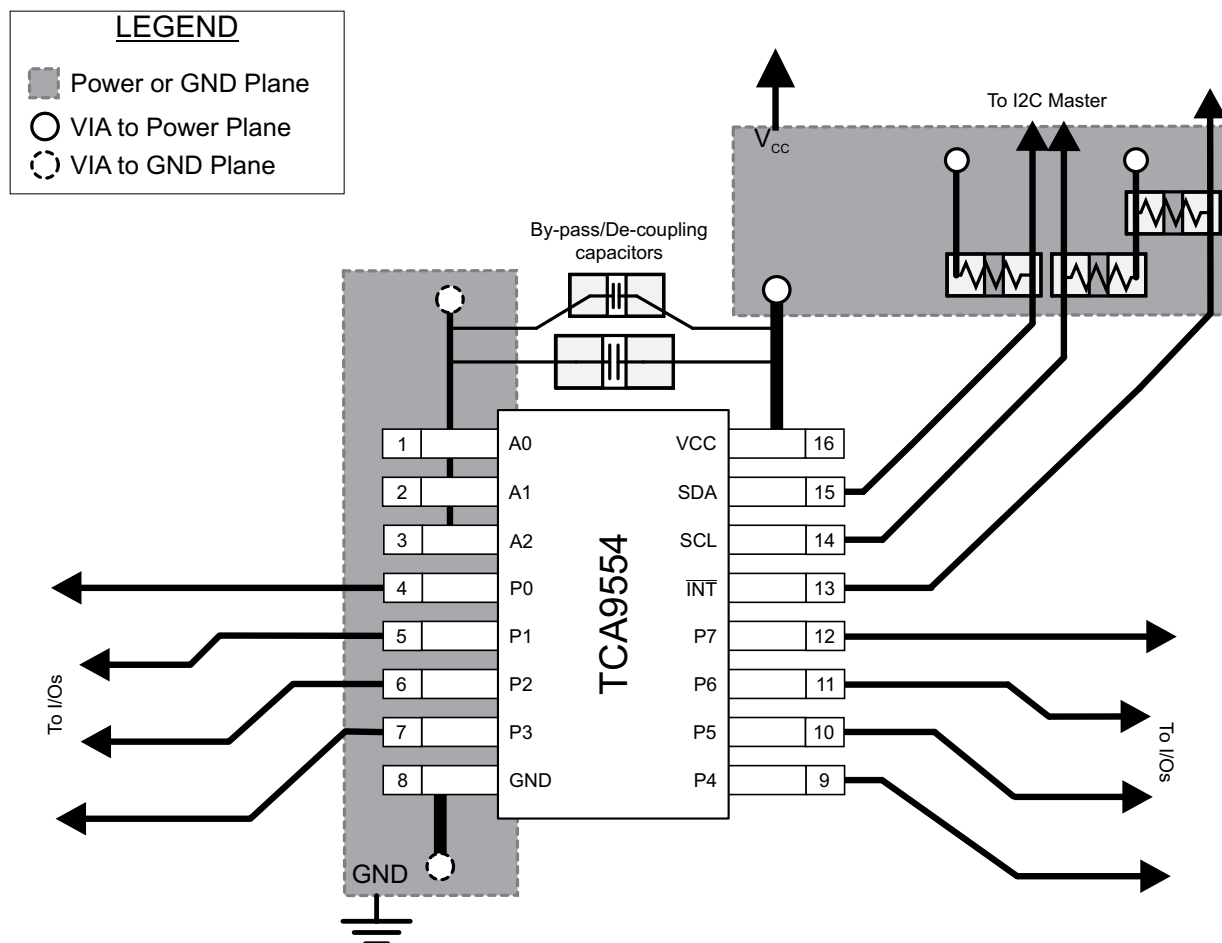 LEGEND
Power or GND Plane
VIA to Power Plane
VIA to GND Plane
To I2C Master
VCC
By-pass/De-coupling
capacitors
1 A0 VCC 16
2 A1 SDA 15
3 A2 SCL 14
4 P0 INT 13
5 P1 P7 12
6 P2 P6 11
7 P3 P5 10
8 GND P4 9
TCA9554
To I/Os
To I/Os
GND